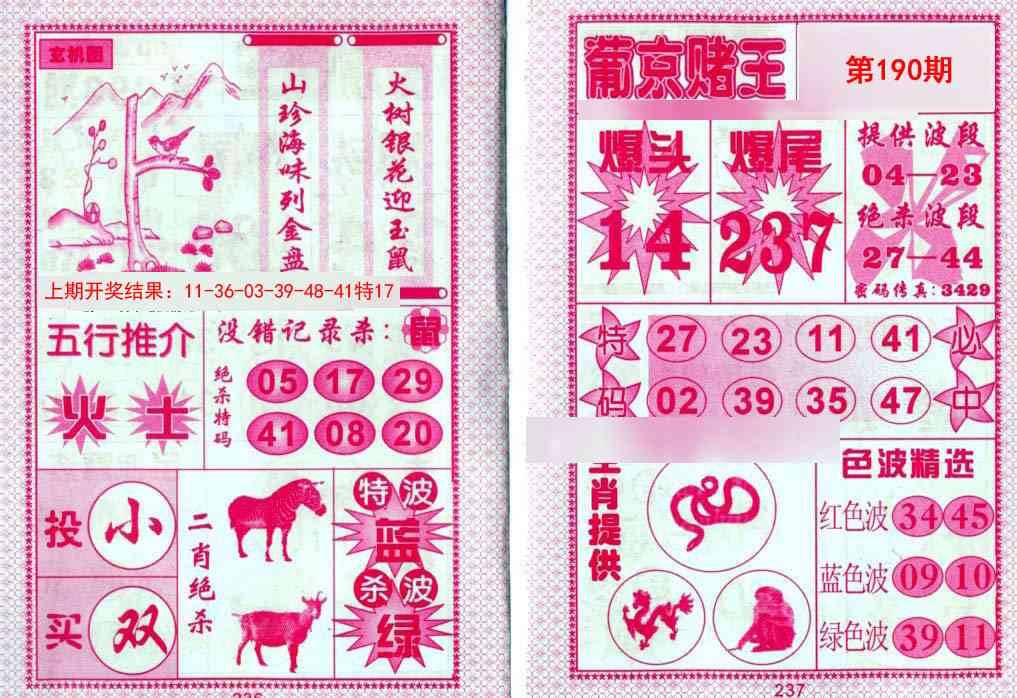 玄机图
火树银花迎玉鼠
山珍海味列金盘
上期开奖结果：11-36-03-39-48-41特17
五行推介
火 土
没错记录杀：鼠
绝杀特码
05 17 29
41 08 20
投 小
买 双
二肖绝杀
特波
蓝
杀波
绿
葡京赌王
第190期
爆头
14
爆尾
237
提供波段
04—23
绝杀波段
27—44
密码传真：3429
特码
27 23 11 41
02 39 35 47
必中
肖提供
色波精选
红色波 34 45
蓝色波 09 10
绿色波 39 11
237